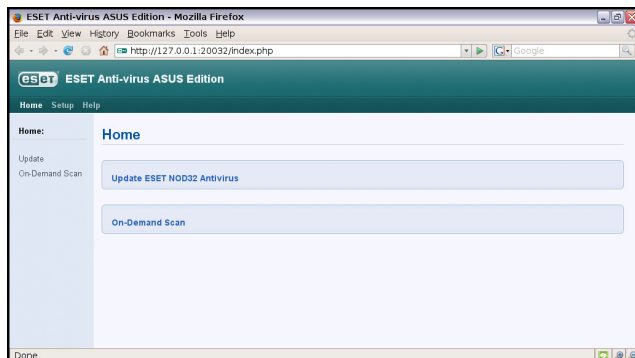 ESET Anti-virus ASUS Edition - Mozilla Firefox
File Edit View History Bookmarks Tools Help
http://127.0.0.1:20032/index.php
G Google
eset ESET Anti-virus ASUS Edition
Home Setup Help
Home:
Update
On-Demand Scan
Home
Update ESET NOD32 Antivirus
On-Demand Scan
Done